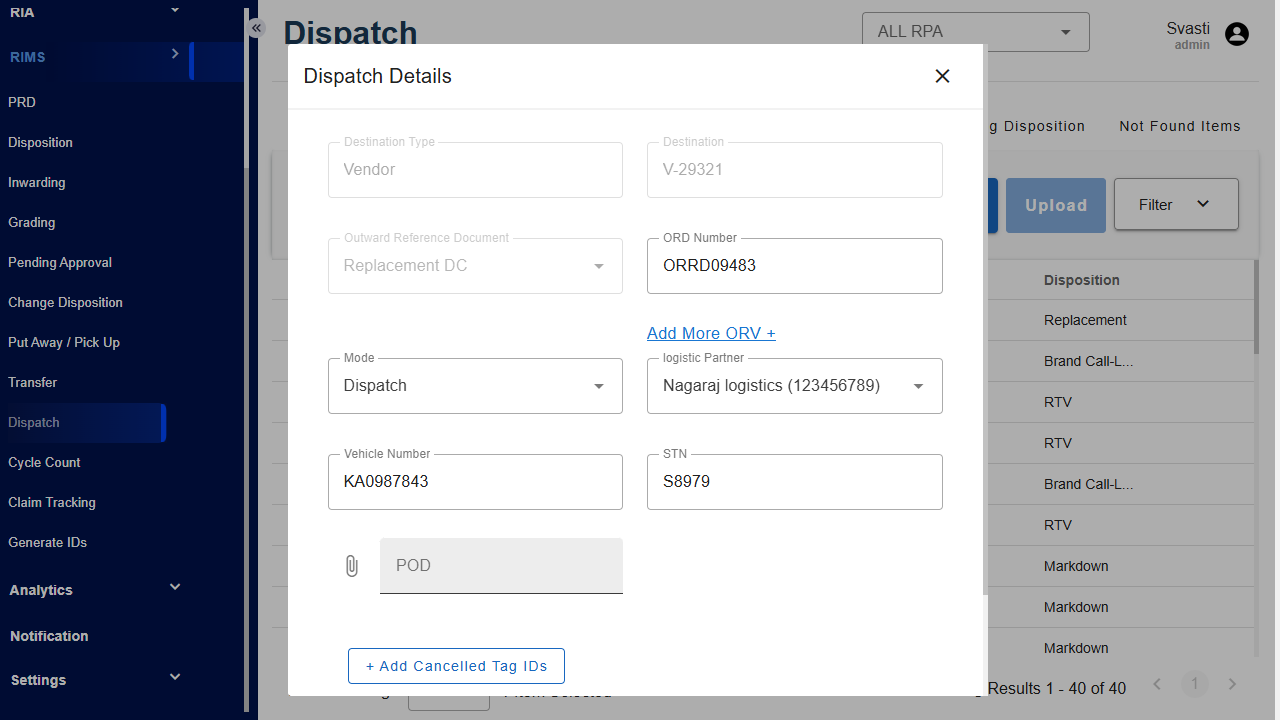 RIA
RIMS
PRD
Disposition
Inwarding
Grading
Pending Approval
Change Disposition
Put Away / Pick Up
Transfer
Dispatch
Cycle Count
Claim Tracking
Generate IDs
Analytics
Notification
Settings
Dispatch
ALL RPA
Svasti
admin
Dispatch Details
Destination Type
Vendor
Destination
V-29321
Outward Reference Document
Replacement DC
ORD Number
ORRD09483
Add More ORV +
Mode
Dispatch
logistic Partner
Nagaraj logistics (123456789)
Vehicle Number
KA0987843
STN
S8979
POD
+ Add Cancelled Tag IDs
g Disposition
Not Found Items
Upload
Filter
Disposition
Replacement
Brand Call-L...
RTV
RTV
Brand Call-L...
RTV
Markdown
Markdown
Markdown
Results 1 - 40 of 40
1